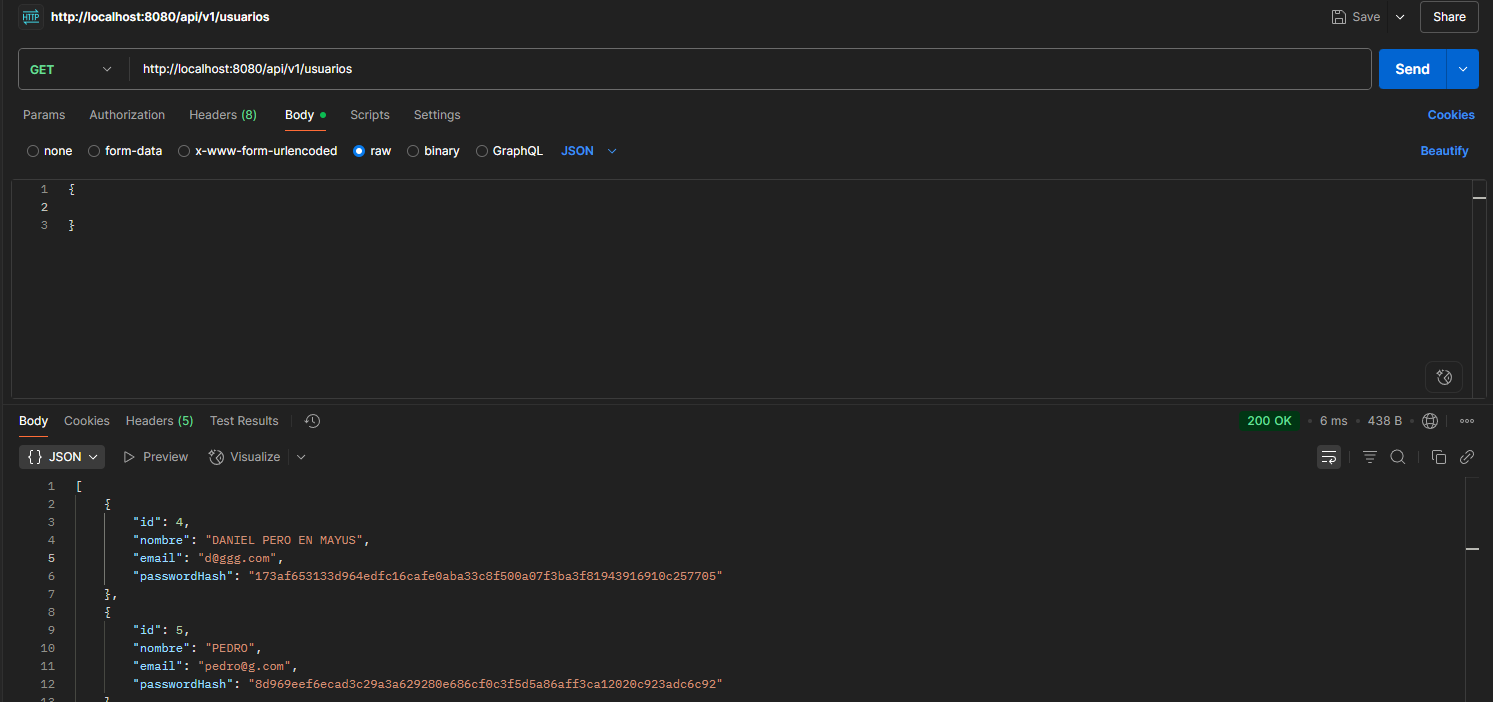 HTTP http://localhost:8080/api/v1/usuarios Save Share
GET http://localhost:8080/api/v1/usuarios Send
Params Authorization Headers (8) Body Scripts Settings Cookies
none form-data x-www-form-urlencoded raw binary GraphQL JSON Beautify
1 {
2
3 }
Body Cookies Headers (5) Test Results 200 OK • 6 ms • 438 B •
{ } JSON Preview Visualize
1 [
2 {
3 "id": 4,
4 "nombre": "DANIEL PERO EN MAYUS",
5 "email": "d@ggg.com",
6 "passwordHash": "173af653133d964edfc16cafe0aba33c8f500a07f3ba3f81943916910c257705"
7 },
8 {
9 "id": 5,
10 "nombre": "PEDRO",
11 "email": "pedro@g.com",
12 "passwordHash": "8d969eef6ecad3c29a3a629280e686cf0c3f5d5a86aff3ca12020c923adc6c92"
13 }